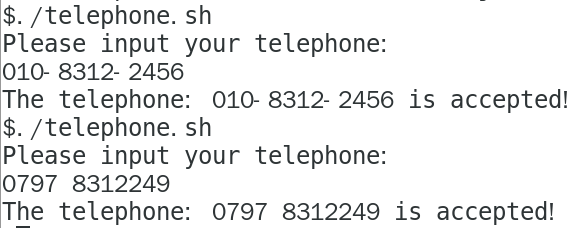 $./telephone.sh
Please input your telephone:
010-8312-2456
The telephone: 010-8312-2456 is accepted!
$./telephone.sh
Please input your telephone:
0797 8312249
The telephone: 0797 8312249 is accepted!